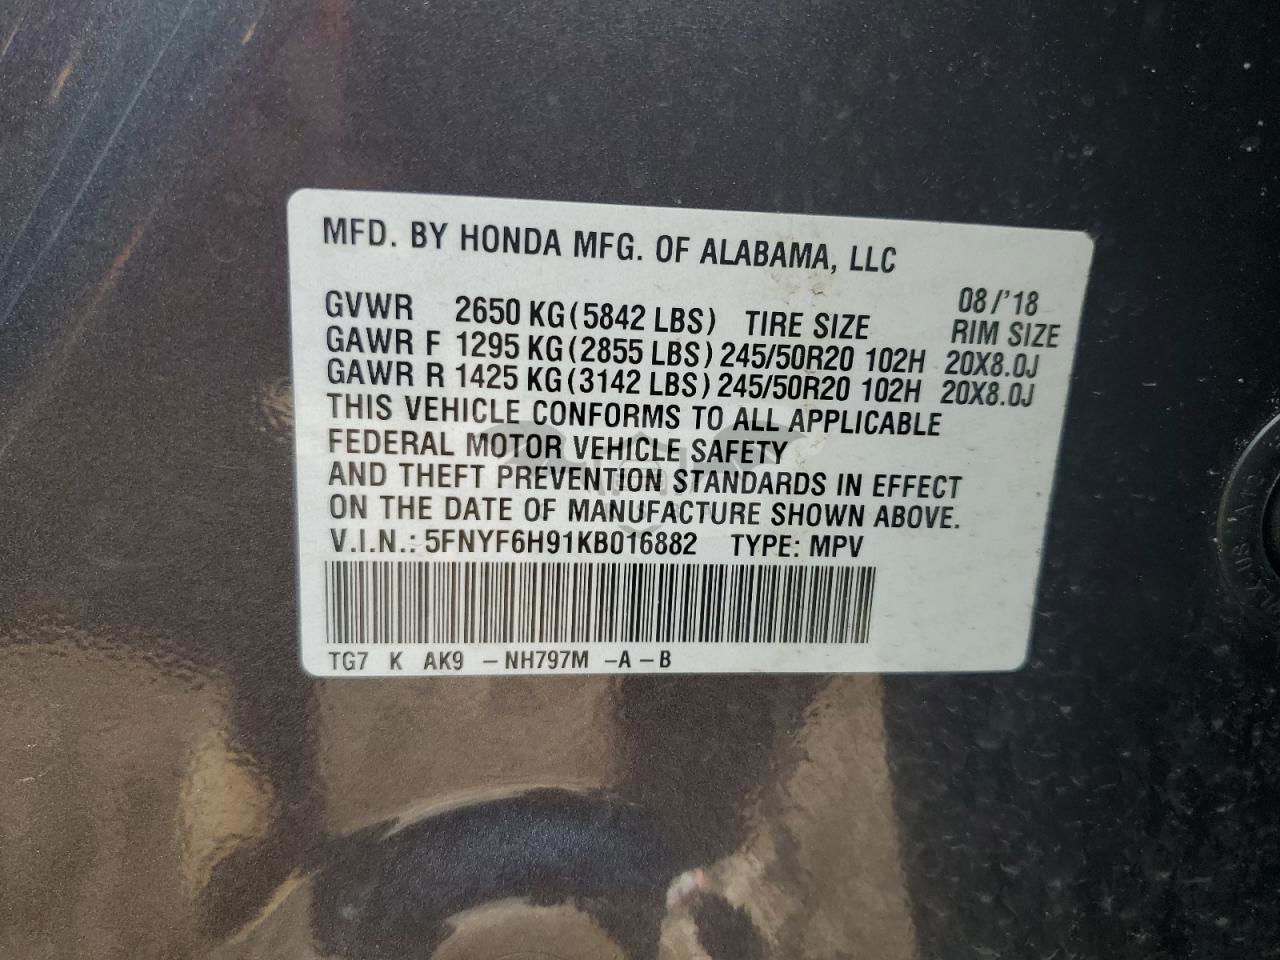 MFD. BY HONDA MFG. OF ALABAMA, LLC
08/'18
GVWR 2650 KG(5842 LBS) TIRE SIZE RIM SIZE
GAWR F 1295 KG(2855 LBS) 245/50R20 102H 20X8.0J
GAWR R 1425 KG(3142 LBS) 245/50R20 102H 20X8.0J
THIS VEHICLE CONFORMS TO ALL APPLICABLE
FEDERAL MOTOR VEHICLE SAFETY
AND THEFT PREVENTION STANDARDS IN EFFECT
ON THE DATE OF MANUFACTURE SHOWN ABOVE.
V.I.N.: 5FNYF6H91KB016882 TYPE: MPV
TG7 K AK9 -NH797M -A-B